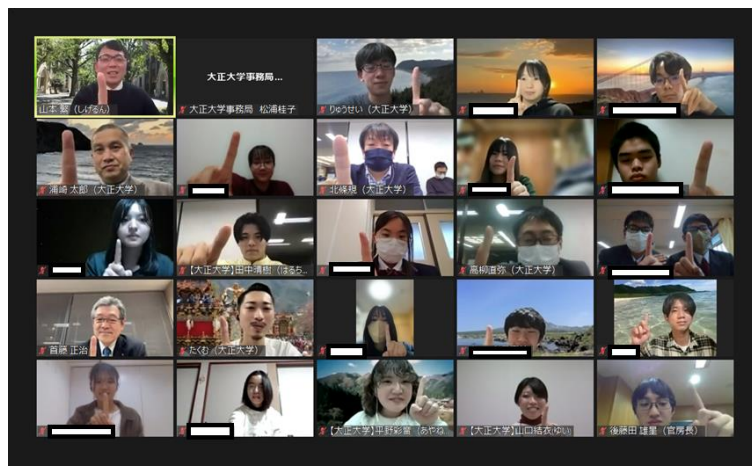 大正大学事務局...
山本 繁（しげるん）
大正大学事務局 松浦桂子
りゅうせい（大正大学）
浦崎 太郎（大正大学）
北條規（大正大学）
【大正大学】田中靖樹（はるち...
高柳直弥（大正大学）
首藤 正治
たくむ（大正大学）
【大正大学】平野彩音（あやね
【大正大学】山口結衣(ゆい)
後藤田 雄星（官房長）